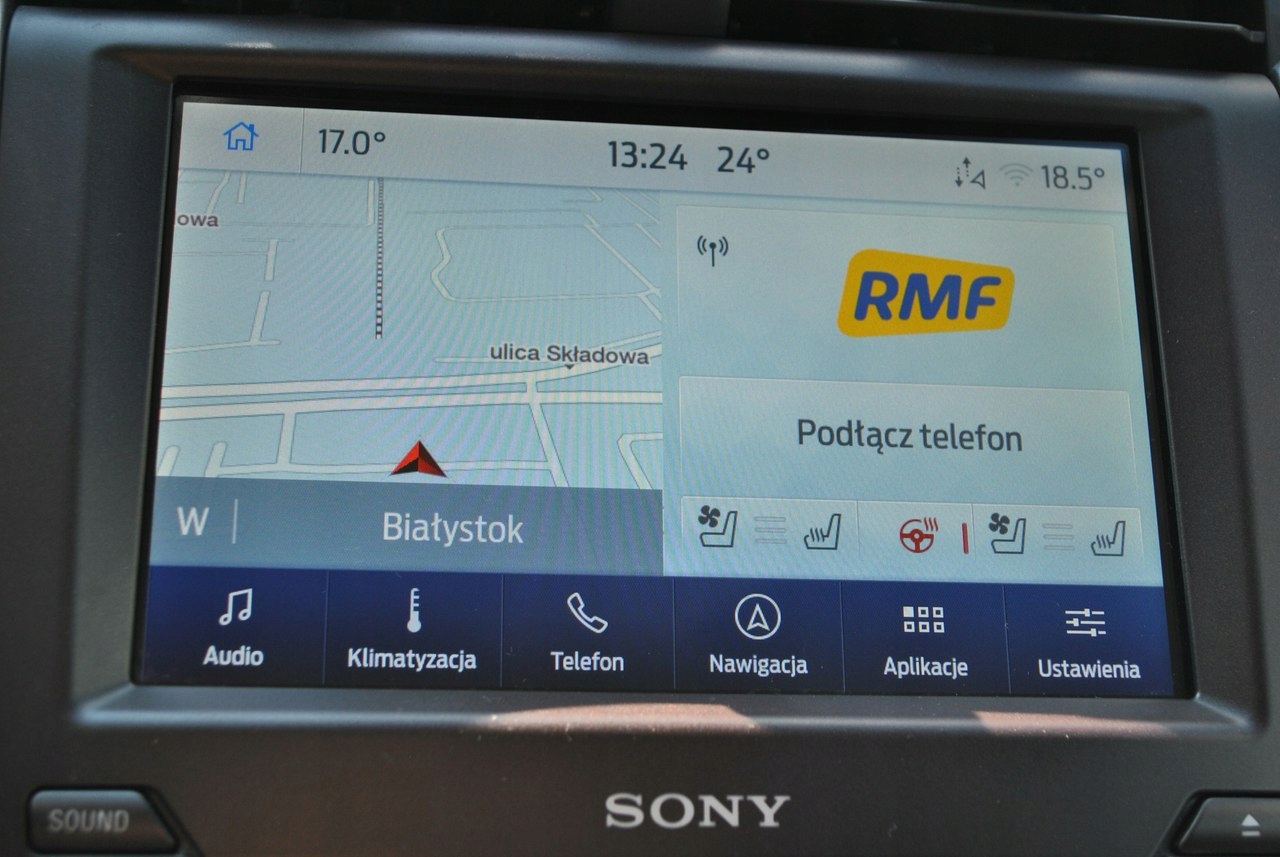 17.0°
13:24 24°
18.5°
owa
ulica Składowa
RMF
Podłącz telefon
W
Białystok
Audio
Klimatyzacja
Telefon
Nawigacja
Aplikacje
Ustawienia
SOUND
SONY